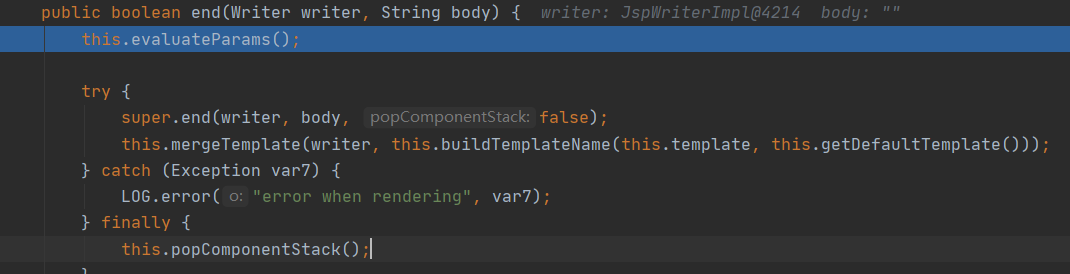 public boolean end(Writer writer, String body) {  writer: JspWriterImpl@4214  body: ""
    this.evaluateParams();

    try {
        super.end(writer, body, popComponentStack: false);
        this.mergeTemplate(writer, this.buildTemplateName(this.template, this.getDefaultTemplate()));
    } catch (Exception var7) {
        LOG.error( o: "error when rendering", var7);
    } finally {
        this.popComponentStack();
    }